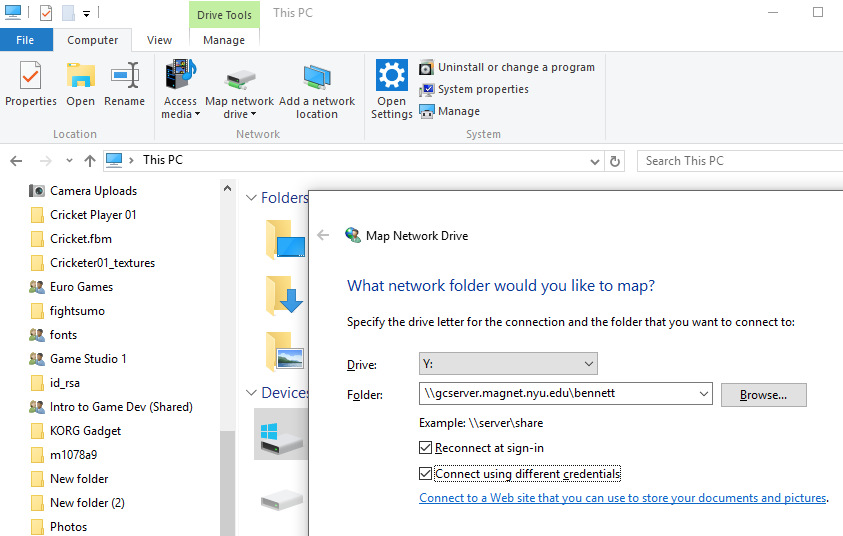 Drive Tools
This PC
File
Computer
View
Manage
Properties
Open
Rename
Access media
Map network drive
Add a network location
Open Settings
Uninstall or change a program
System properties
Manage
Location
Network
System
This PC
Search This PC
Camera Uploads
Cricket Player 01
Cricket.fbm
Cricketer01_textures
Euro Games
fightsumo
fonts
Game Studio 1
id_rsa
Intro to Game Dev (Shared)
KORG Gadget
m1078a9
New folder
New folder (2)
Photos
Folders
Devices
Map Network Drive
What network folder would you like to map?
Specify the drive letter for the connection and the folder that you want to connect to:
Drive:
Y:
Folder:
\\gcserver.magnet.nyu.edu\bennett
Browse...
Example: \\server\share
Reconnect at sign-in
Connect using different credentials
Connect to a Web site that you can use to store your documents and pictures.